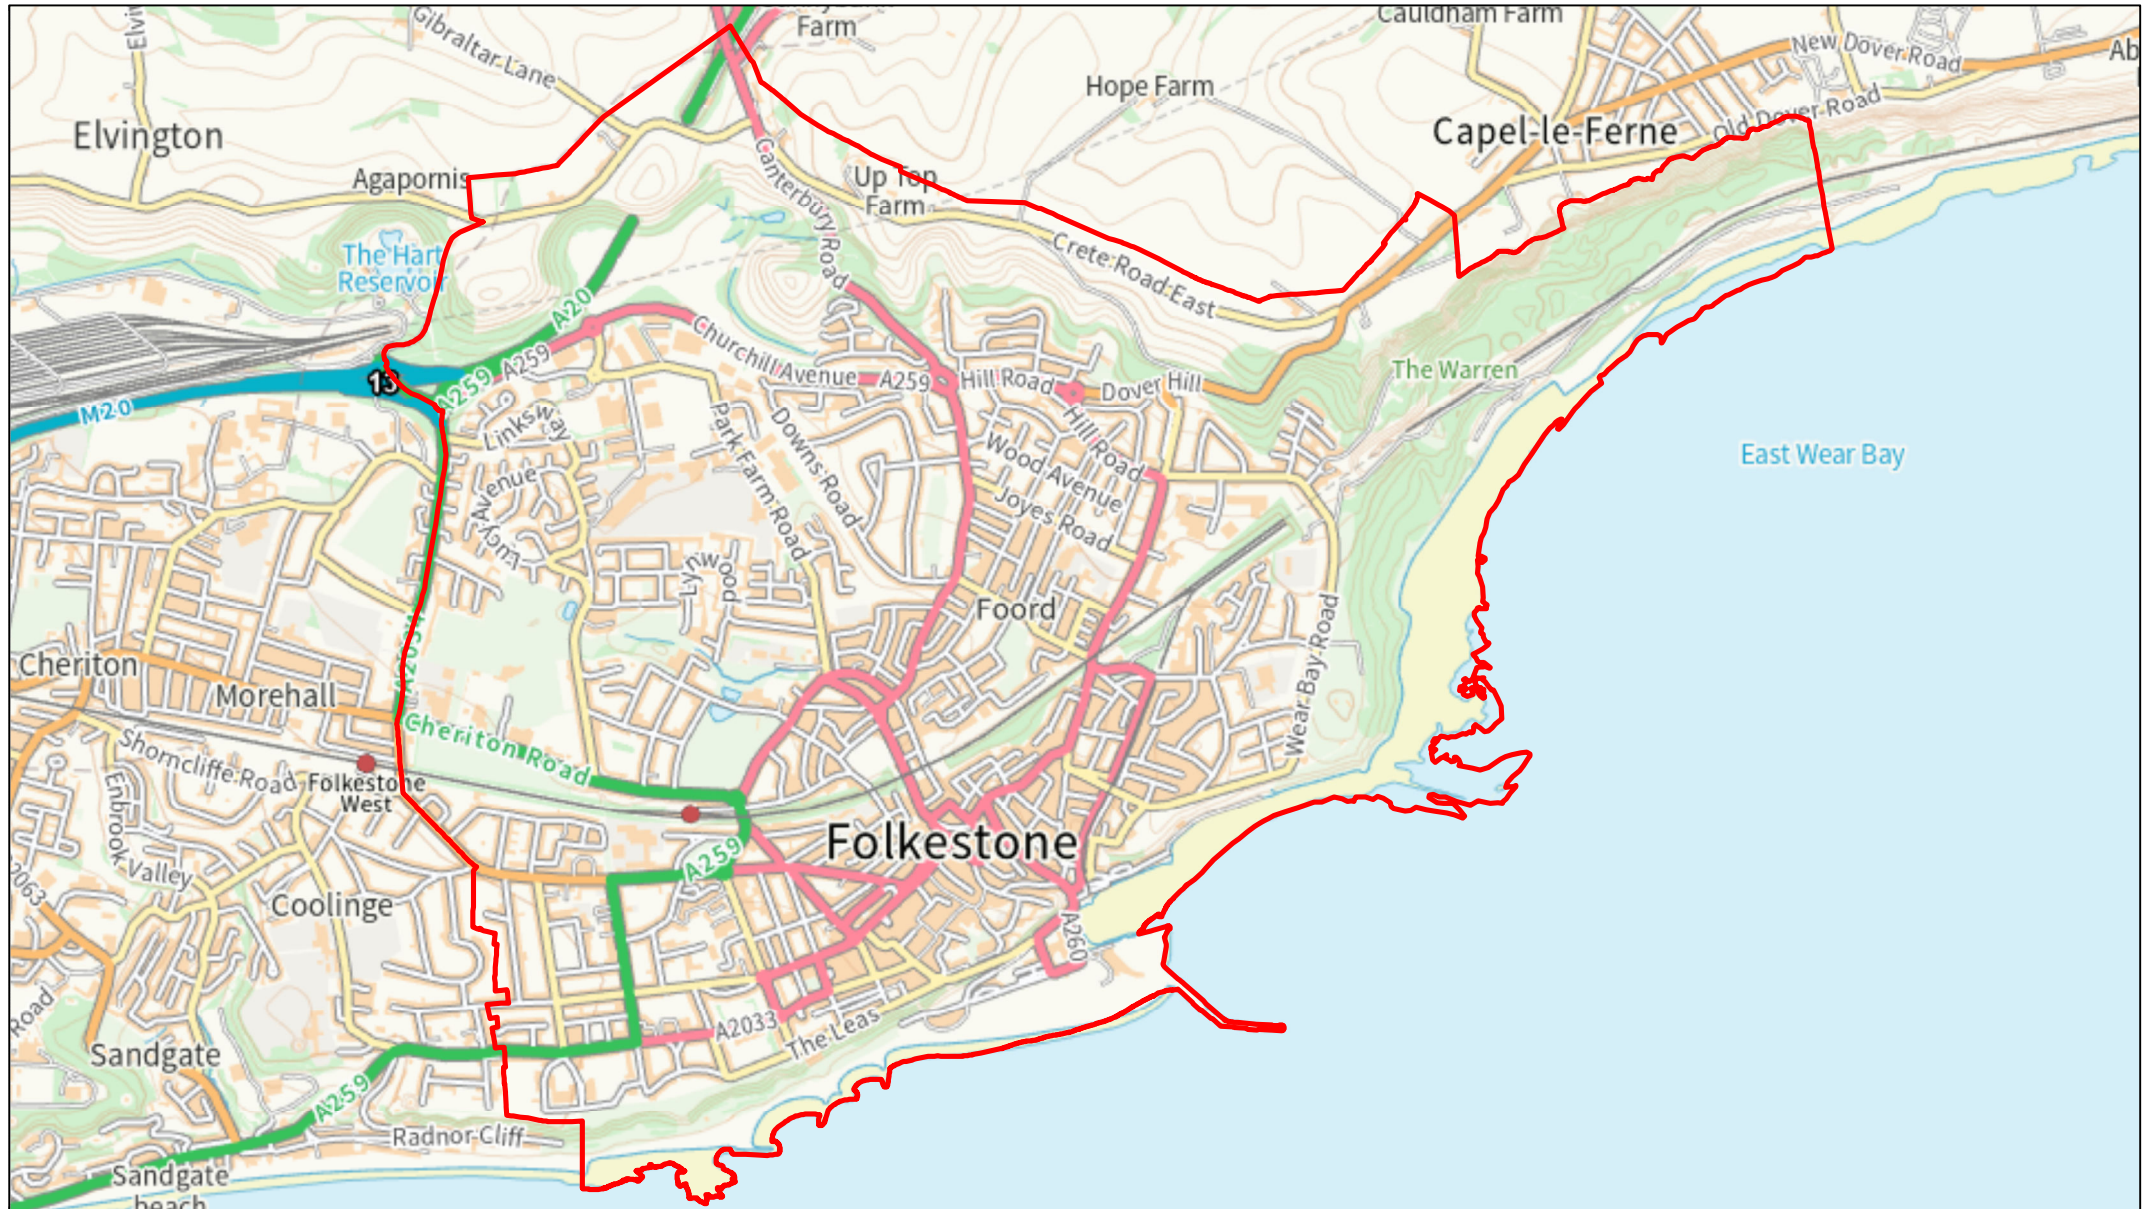 Farm
Cauldham Farm
Gibraltar Lane
New Dover Road
Hope Farm
Old Dover Road
Elvington
Capel-le-Ferne
Agapornis
Up Top
Farm
Canterbury Road
The Hart
Reservoir
Crete Road East
A20
A259
A259
Churchill Avenue
A259
Hill Road
Dover Hill
The Warren
13
M20
Linksway
Avenue
Lucy
Park Farm Road
Downs Road
Hill Road
Wood Avenue
Joyes Road
East Wear Bay
Lynwood
Foord
Wear Bay Road
Cheriton
Morehall
A2034
Cheriton Road
Shorncliffe Road
Folkestone
West
Enbrook Valley
Folkestone
A259
Coolinge
A260
Road
Sandgate
A2033
The Leas
A259
Radnor Cliff
Sandgate
beach